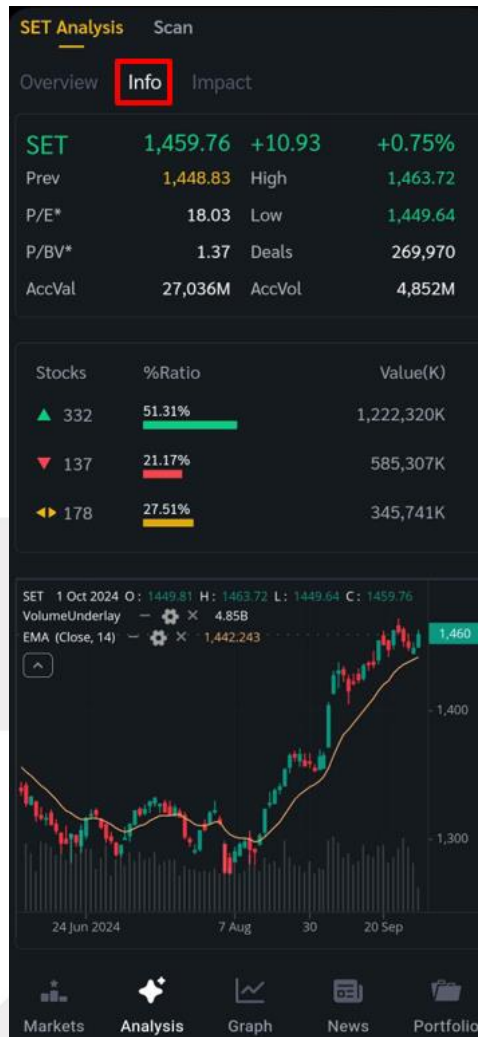 SET Analysis Scan
Overview Info Impact
SET 1,459.76 +10.93 +0.75%
Prev 1,448.83 High 1,463.72
P/E* 18.03 Low 1,449.64
P/BV* 1.37 Deals 269,970
AccVal 27,036M AccVol 4,852M
Stocks %Ratio Value(K)
▲ 332 51.31% 1,222,320K
▼ 137 21.17% 585,307K
◀▶ 178 27.51% 345,741K
SET 1 Oct 2024 O: 1449.81 H: 1463.72 L: 1449.64 C: 1459.76
VolumeUnderlay 4.85B
EMA (Close, 14) 1,442.243
1,460
1,400
1,300
24 Jun 2024 7 Aug 30 20 Sep
Markets Analysis Graph News Portfolio